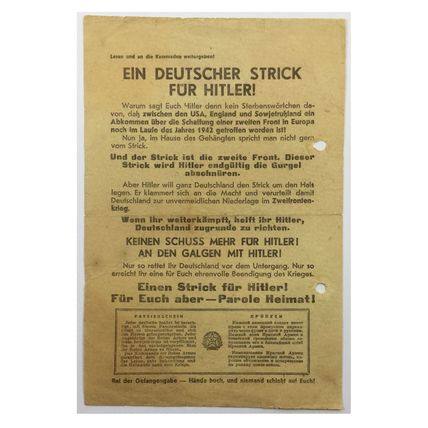 Lesen und an die Kameraden weitergeben!
EIN DEUTSCHER STRICK
FÜR HITLER!
Warum sagt Euch Hitler denn kein Sterbenswörtchen da-
von, daß zwischen den USA, England und Sowjetrußland ein
Abkommen über die Schaffung einer zweiten Front in Europa
noch im Laufe des Jahres 1942 getroffen worden ist!
Nun ja, im Hause des Gehängten spricht man nicht gern
vom Strick.
Und der Strick ist die zweite Front. Dieser
Strick wird Hitler endgültig die Gurgel
abschnüren.
Aber Hitler will ganz Deutschland den Strick um den Hals
legen. Er klammert sich an die Macht und verurteilt damit
Deutschland zur unvermeidlichen Niederlage im Zweifronten-
krieg.
Wenn ihr weiterkämpft, helft ihr Hitler,
Deutschland zugrunde zu richten.
KEINEN SCHUSS MEHR FÜR HITLER!
AN DEN GALGEN MIT HITLER!
Nur so rettet ihr Deutschland vor dem Untergang. Nur so
erreicht ihr eine für Euch ehrenvolle Beendigung des Krieges.
Einen Strick für Hitler!
Für Euch aber—Parole Heimat!
PASSIERSCHEIN
ПРОПУСК
Bei der Gefangengabe — Hände hoch, und niemand schießt auf Euch!